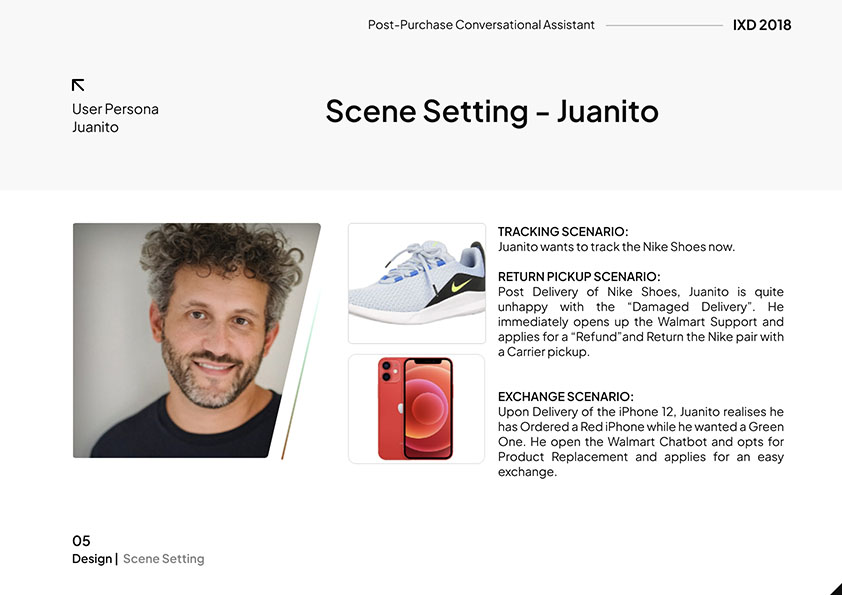 Post-Purchase Conversational Assistant IXD 2018
User Persona
Juanito
Scene Setting - Juanito
TRACKING SCENARIO:
Juanito wants to track the Nike Shoes now.
RETURN PICKUP SCENARIO:
Post Delivery of Nike Shoes, Juanito is quite
unhappy with the “Damaged Delivery”. He
immediately opens up the Walmart Support and
applies for a “Refund”and Return the Nike pair with
a Carrier pickup.
EXCHANGE SCENARIO:
Upon Delivery of the iPhone 12, Juanito realises he
has Ordered a Red iPhone while he wanted a Green
One. He open the Walmart Chatbot and opts for
Product Replacement and applies for an easy
exchange.
05
Design | Scene Setting